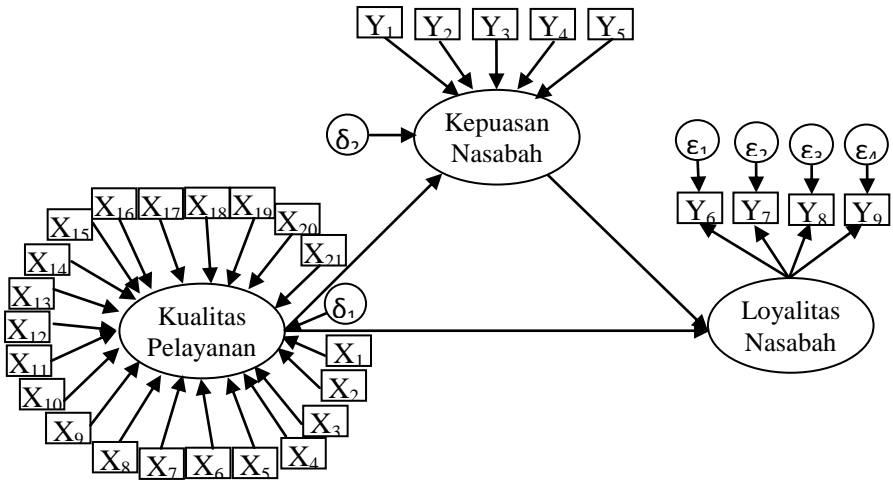 Y₁ Y₂ Y₃ Y₄ Y₅
Kepuasan
Nasabah
δ₂
ε₁ ε₂ ε₃ ε₄
Y₆ Y₇ Y₈ Y₉
Loyalitas
Nasabah
X₁₅ X₁₆ X₁₇ X₁₈ X₁₉ X₂₀ X₂₁
X₁₄
X₁₃
X₁₂
X₁₁
X₁₀
X₉
Kualitas
Pelayanan
δ₁
X₁
X₂
X₃
X₈ X₇ X₆ X₅ X₄